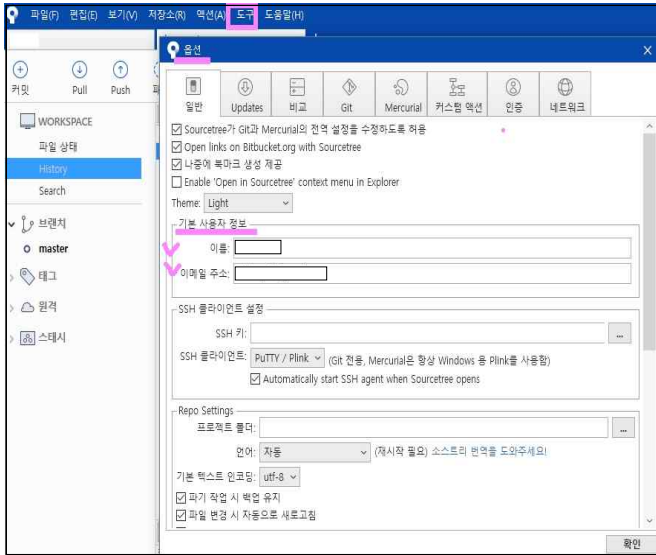 파일(F) 편집(E) 보기(V) 저장소(R) 액션(A) 도구 도움말(H)
옵션
커밋 Pull Push
일반 Updates 비교 Git Mercurial 커스텀 액션 인증 네트워크
WORKSPACE
파일 상태
History
Search
브랜치
master
태그
원격
스태시
Sourcetree가 Git과 Mercurial의 전역 설정을 수정하도록 허용
Open links on Bitbucket.org with Sourcetree
나중에 북마크 생성 제공
Enable 'Open in Sourcetree' context menu in Explorer
Theme: Light
기본 사용자 정보
이름:
이메일 주소:
SSH 클라이언트 설정
SSH 키: ...
SSH 클라이언트: PuTTY / Plink (Git 전용, Mercurial은 항상 Windows 용 Plink를 사용함)
Automatically start SSH agent when Sourcetree opens
Repo Settings
프로젝트 폴더: ...
언어: 자동 (재시작 필요) 소스트리 번역을 도와주세요!
기본 텍스트 인코딩: utf-8
파기 작업 시 백업 유지
파일 변경 시 자동으로 새로고침
확인